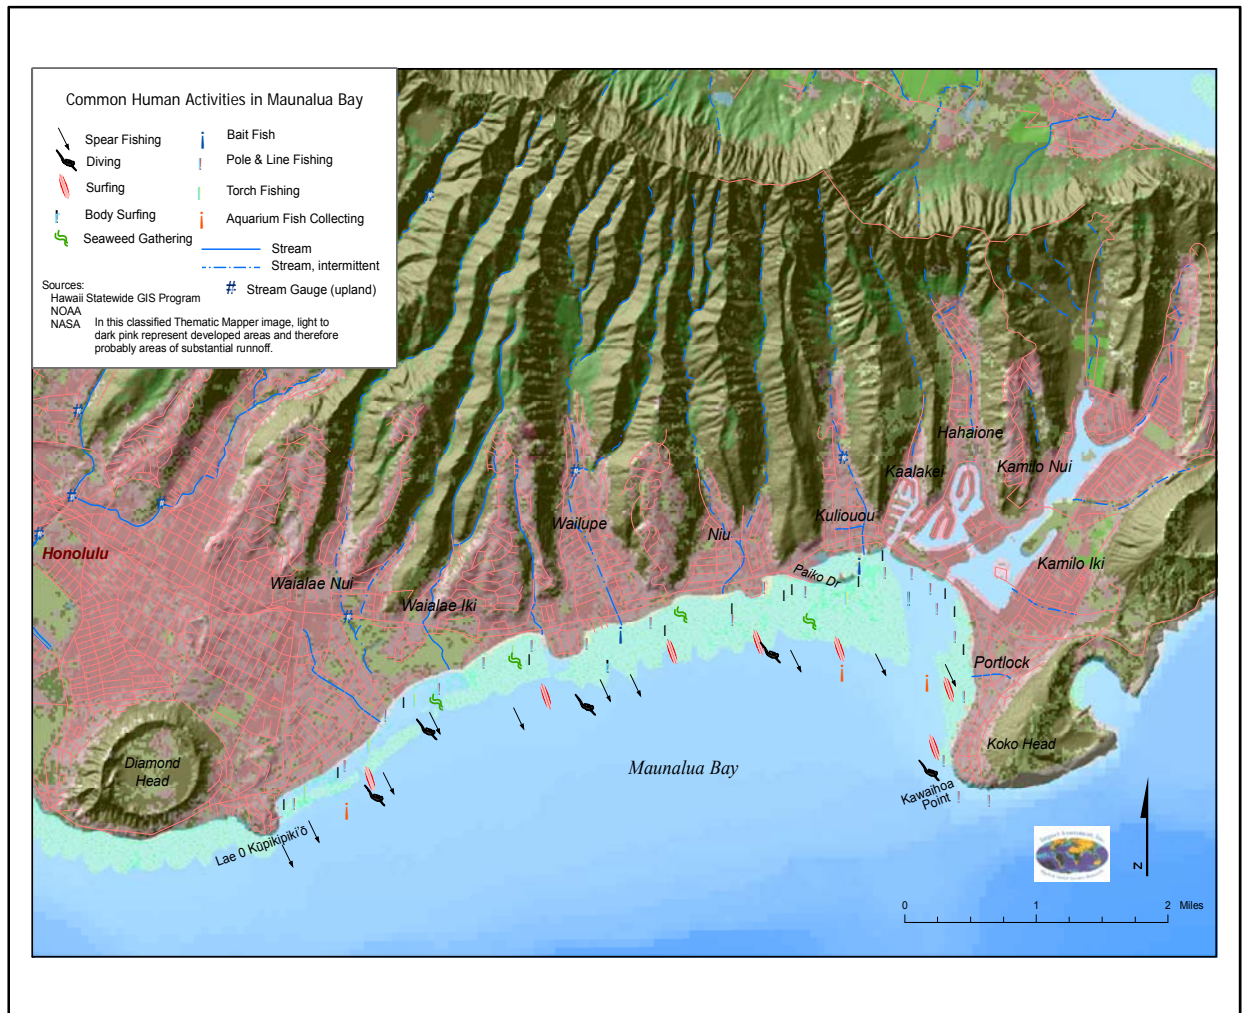 Common Human Activities in Maunalua Bay
Spear Fishing
Diving
Surfing
Body Surfing
Seaweed Gathering
Bait Fish
Pole & Line Fishing
Torch Fishing
Aquarium Fish Collecting
Stream
Stream, intermittent
Stream Gauge (upland)
Sources:
Hawaii Statewide GIS Program
NOAA
NASA
In this classified Thematic Mapper image, light to
dark pink represent developed areas and therefore
probably areas of substantial runnoff.
Hahaione
Kaalakei
Kamilo Nui
Kuliouou
Wailupe
Niu
Honolulu
Kamilo Iki
Paiko Dr
Waialae Nui
Waialae Iki
Portlock
Koko Head
Diamond
Head
Maunalua Bay
Kawaihoa
Point
Lae 0 Kūpikipiki'ō
N
0 1 2 Miles